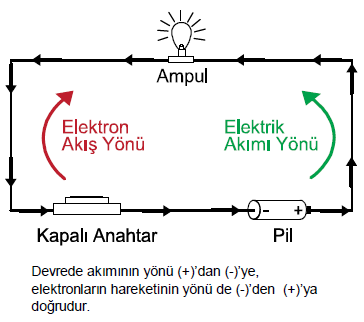 Ampul
Elektron
Akış Yönü
Elektrik
Akımı Yönü
- +
Kapalı Anahtar
Pil
Devrede akımının yönü (+)'dan (-)'ye,
elektronların hareketinin yönü de (-)'den (+)'ya
doğrudur.